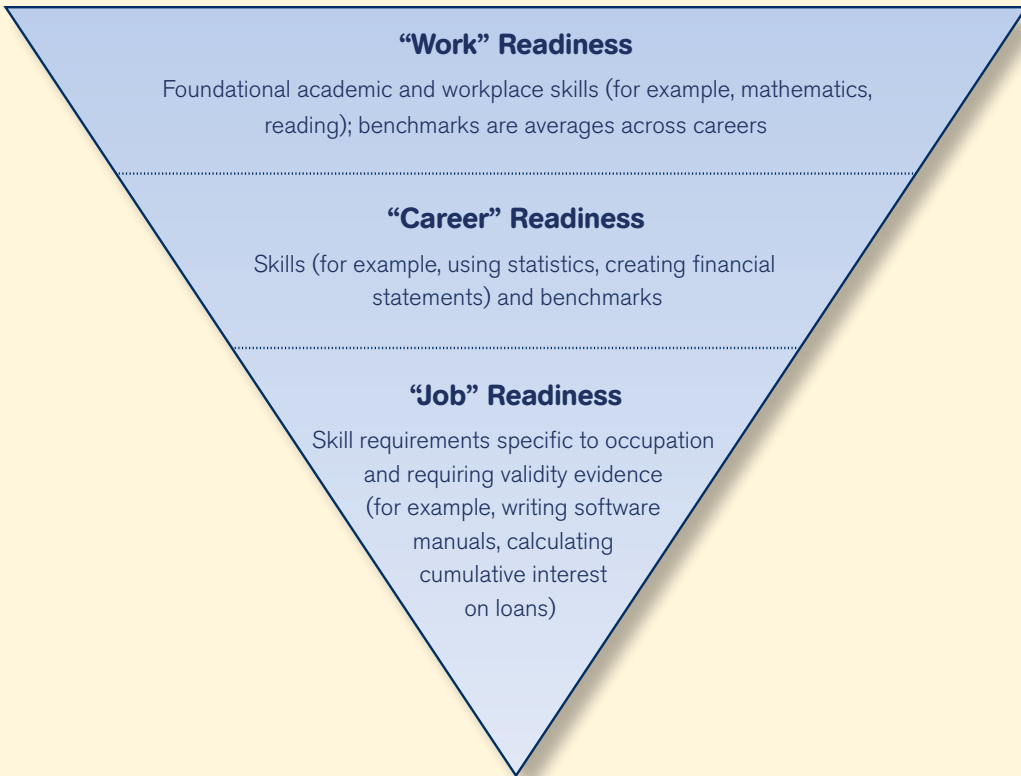 “Work” Readiness
Foundational academic and workplace skills (for example, mathematics,
reading); benchmarks are averages across careers
“Career” Readiness
Skills (for example, using statistics, creating financial
statements) and benchmarks
“Job” Readiness
Skill requirements specific to occupation
and requiring validity evidence
(for example, writing software
manuals, calculating
cumulative interest
on loans)